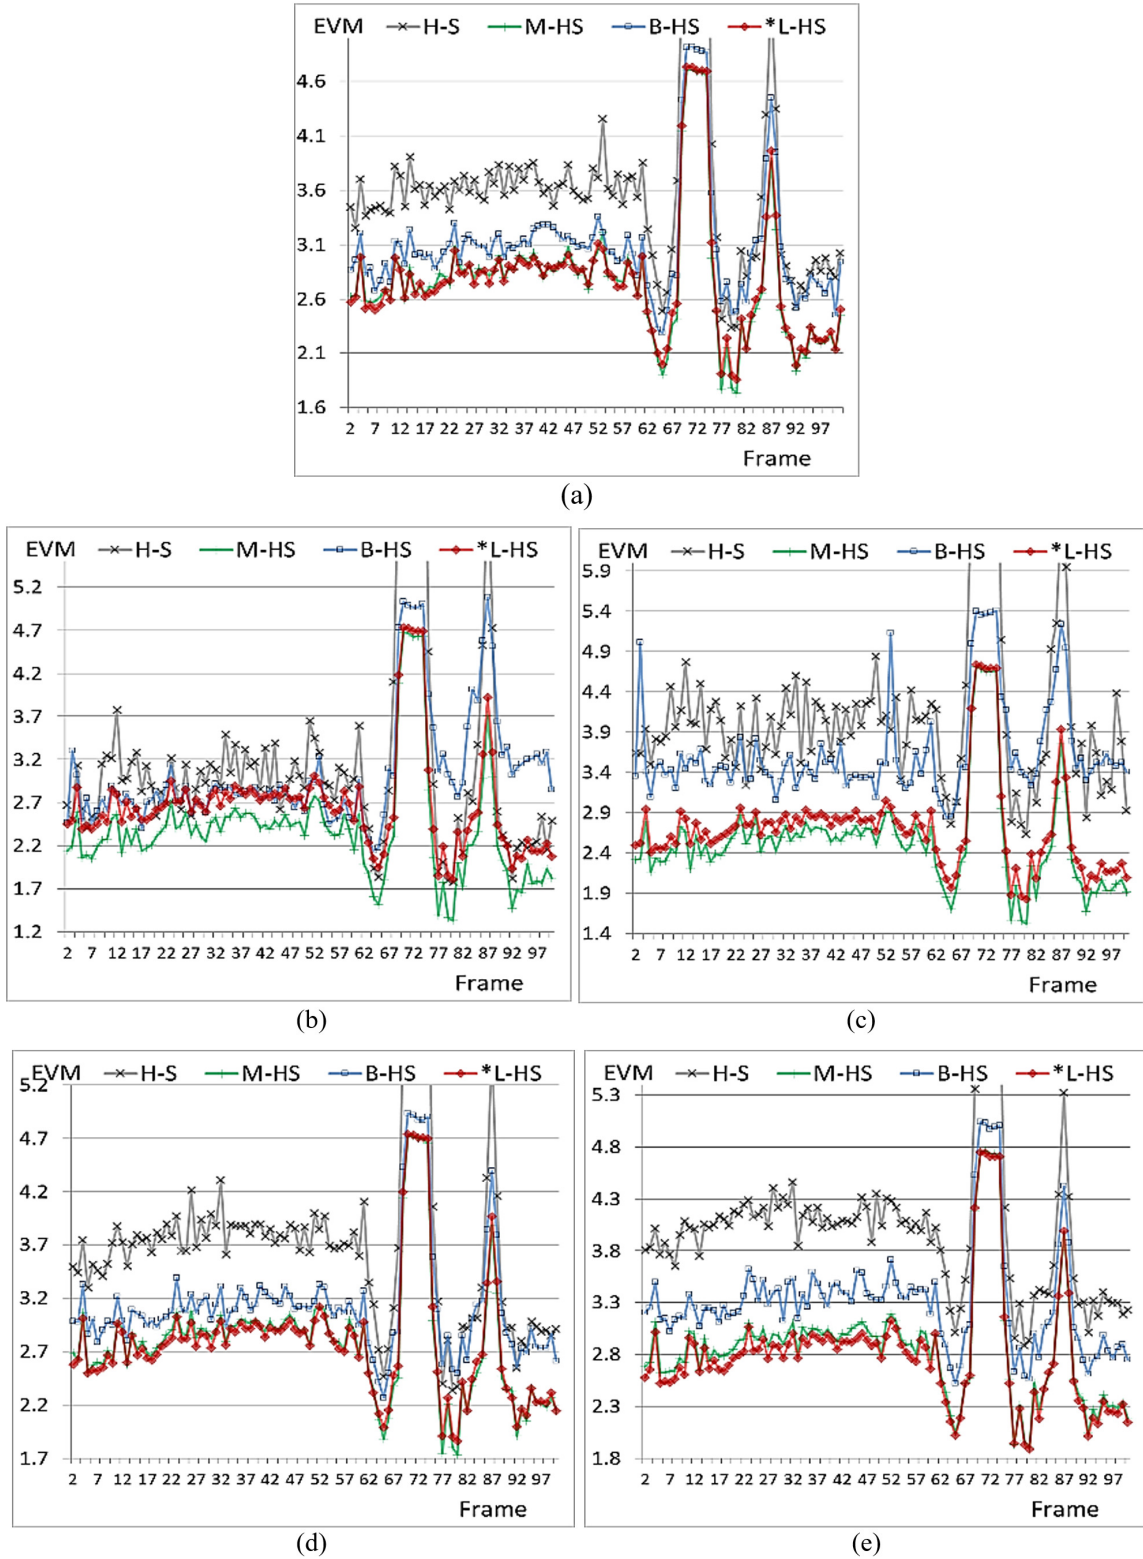 EVM H-S M-HS B-HS *L-HS
4.6
4.1
3.6
3.1
2.6
2.1
1.6
2 7 12 17 22 27 32 37 42 47 52 57 62 67 72 77 82 87 92 97
Frame
(a)
EVM H-S M-HS B-HS *L-HS
5.2
4.7
4.2
3.7
3.2
2.7
2.2
1.7
1.2
2 7 12 17 22 27 32 37 42 47 52 57 62 67 72 77 82 87 92 97
Frame
(b)
EVM H-S M-HS B-HS *L-HS
5.9
5.4
4.9
4.4
3.9
3.4
2.9
2.4
1.9
1.4
2 7 12 17 22 27 32 37 42 47 52 57 62 67 72 77 82 87 92 97
Frame
(c)
5.2 EVM H-S M-HS B-HS *L-HS
4.7
4.2
3.7
3.2
2.7
2.2
1.7
2 7 12 17 22 27 32 37 42 47 52 57 62 67 72 77 82 87 92 97
Frame
(d)
EVM H-S M-HS B-HS *L-HS
5.3
4.8
4.3
3.8
3.3
2.8
2.3
1.8
2 7 12 17 22 27 32 37 42 47 52 57 62 67 72 77 82 87 92 97
Frame
(e)